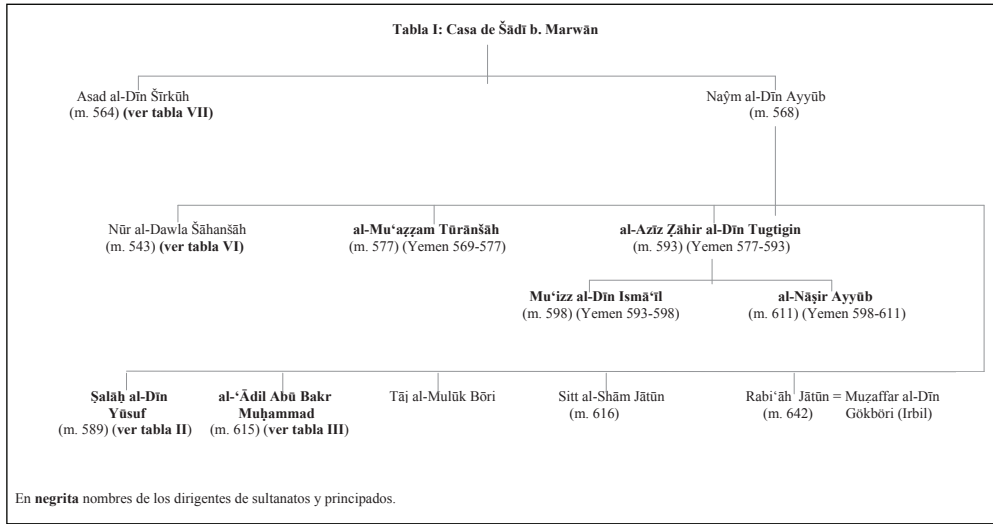 Tabla I: Casa de Šādī b. Marwān
Asad al-Dīn Šīrkūh
(m. 564) (ver tabla VII)
Naŷm al-Dīn Ayyūb
(m. 568)
Nūr al-Dawla Šāhanšāh
(m. 543) (ver tabla VI)
al-Mu‘aẓẓam Tūrānšāh
(m. 577) (Yemen 569-577)
al-Azīz Ẓāhir al-Dīn Tugtigin
(m. 593) (Yemen 577-593)
Mu‘izz al-Dīn Ismā‘īl
(m. 598) (Yemen 593-598)
al-Nāṣir Ayyūb
(m. 611) (Yemen 598-611)
Ṣalāḥ al-Dīn
Yūsuf
(m. 589) (ver tabla II)
al-‘Ādil Abū Bakr
Muḥammad
(m. 615) (ver tabla III)
Tāj al-Mulūk Böri
Sitt al-Shām Jātūn
(m. 616)
Rabi‘āh Jātūn = Muẓaffar al-Dīn
(m. 642) Gökböri (Irbil)
En negrita nombres de los dirigentes de sultanatos y principados.